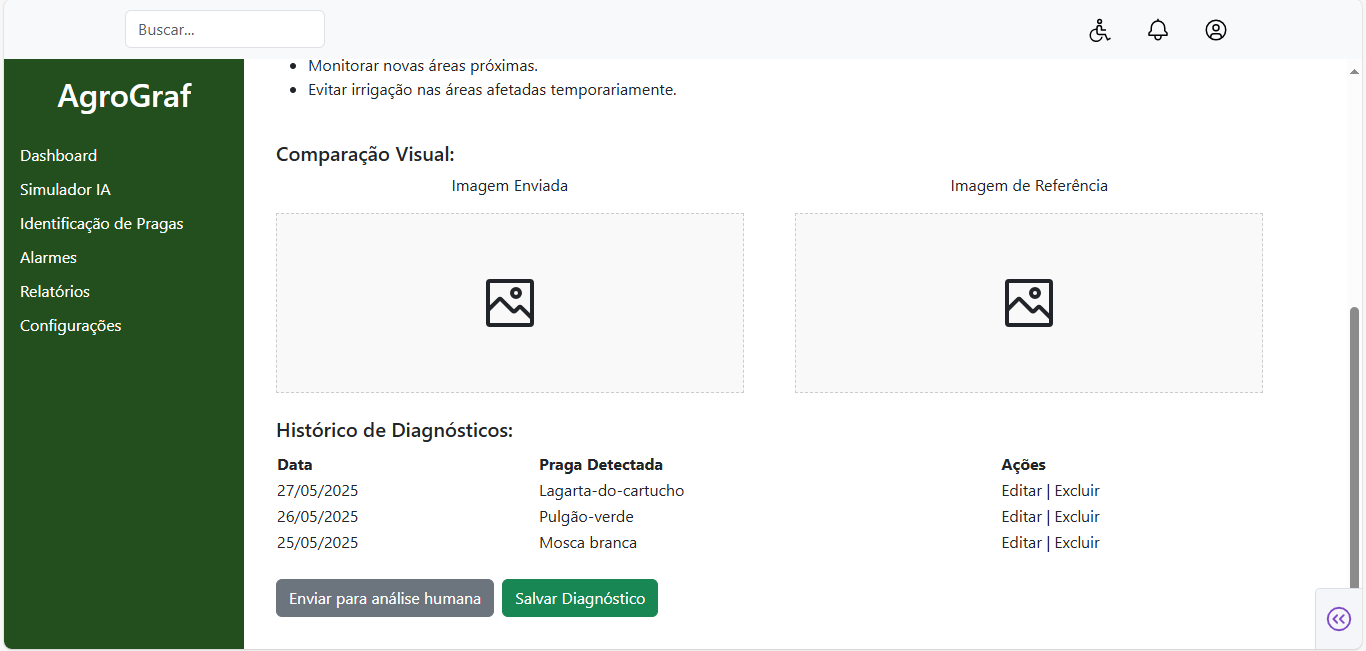 Buscar...
AgroGraf
Dashboard
Simulador IA
Identificação de Pragas
Alarmes
Relatórios
Configurações
Monitorar novas áreas próximas.
Evitar irrigação nas áreas afetadas temporariamente.
Comparação Visual:
Imagem Enviada
Imagem de Referência
Histórico de Diagnósticos:
Data Praga Detectada Ações
27/05/2025 Lagarta-do-cartucho Editar | Excluir
26/05/2025 Pulgão-verde Editar | Excluir
25/05/2025 Mosca branca Editar | Excluir
Enviar para análise humana
Salvar Diagnóstico